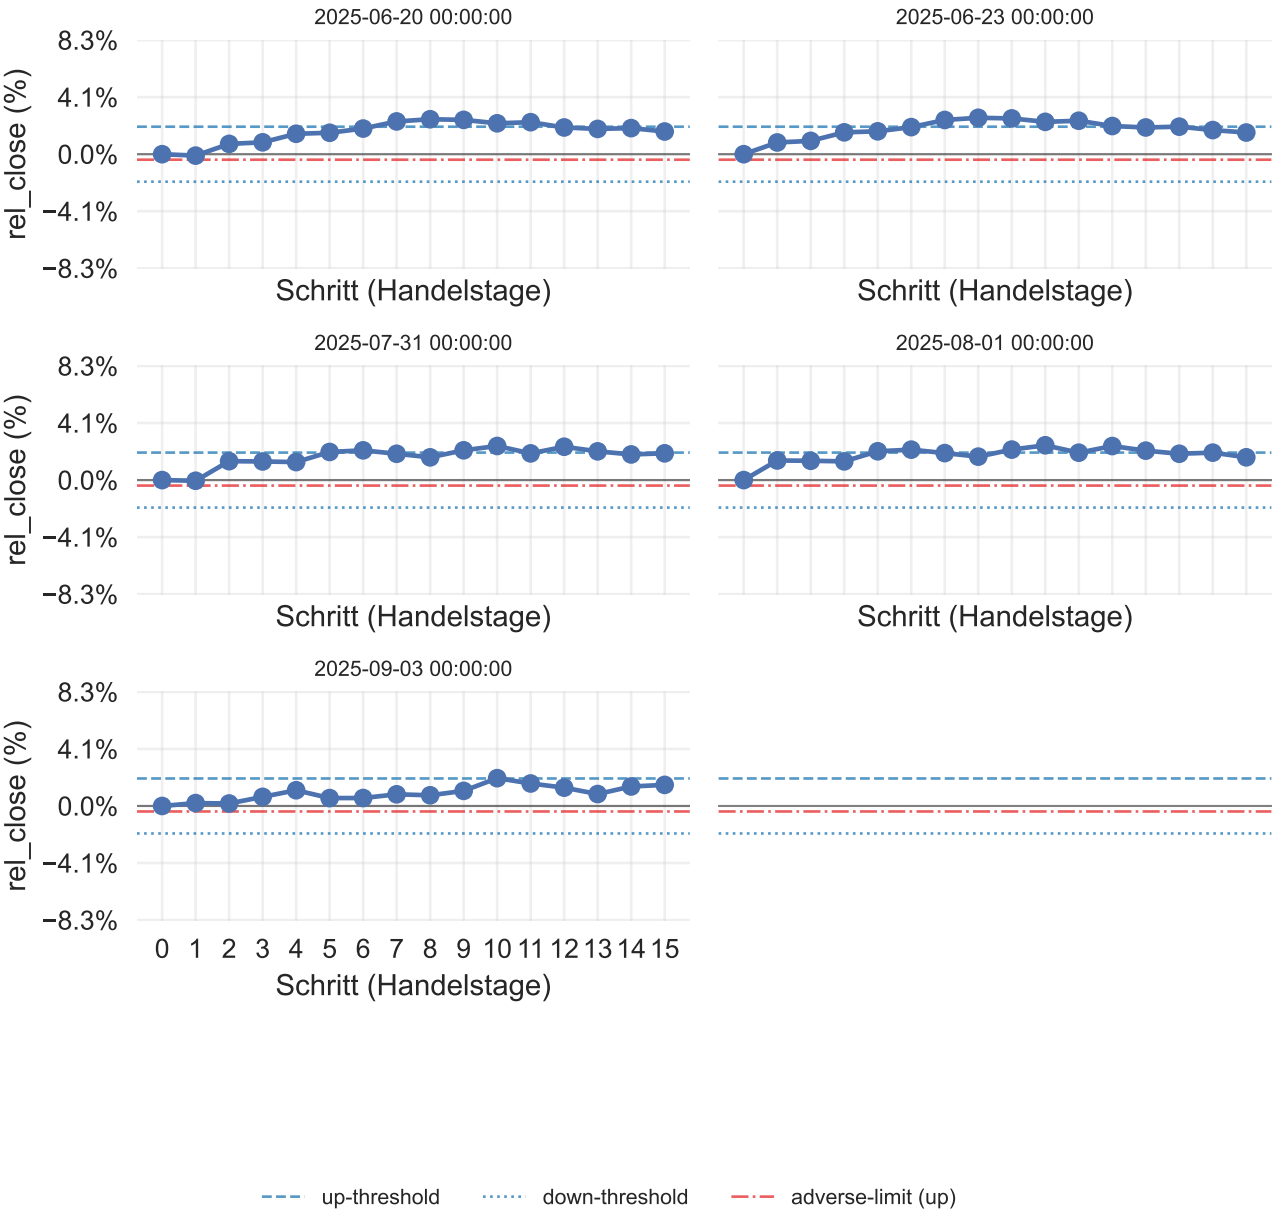 2025-06-20 00:00:00
2025-06-23 00:00:00
8.3%
4.1%
0.0%
−4.1%
−8.3%
rel_close (%)
Schritt (Handelstage)
Schritt (Handelstage)
2025-07-31 00:00:00
2025-08-01 00:00:00
8.3%
4.1%
0.0%
−4.1%
−8.3%
rel_close (%)
Schritt (Handelstage)
Schritt (Handelstage)
2025-09-03 00:00:00
8.3%
4.1%
0.0%
−4.1%
−8.3%
rel_close (%)
0 1 2 3 4 5 6 7 8 9 10 11 12 13 14 15
Schritt (Handelstage)
up-threshold down-threshold adverse-limit (up)